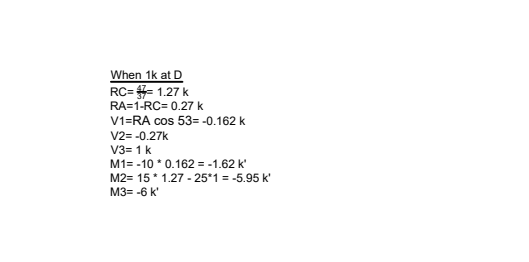 When 1k at D
RC= 47/37= 1.27 k
RA=1-RC= 0.27 k
V1=RA cos 53= -0.162 k
V2= -0.27k
V3= 1 k
M1= -10 * 0.162 = -1.62 k'
M2= 15 * 1.27 - 25*1 = -5.95 k'
M3= -6 k'